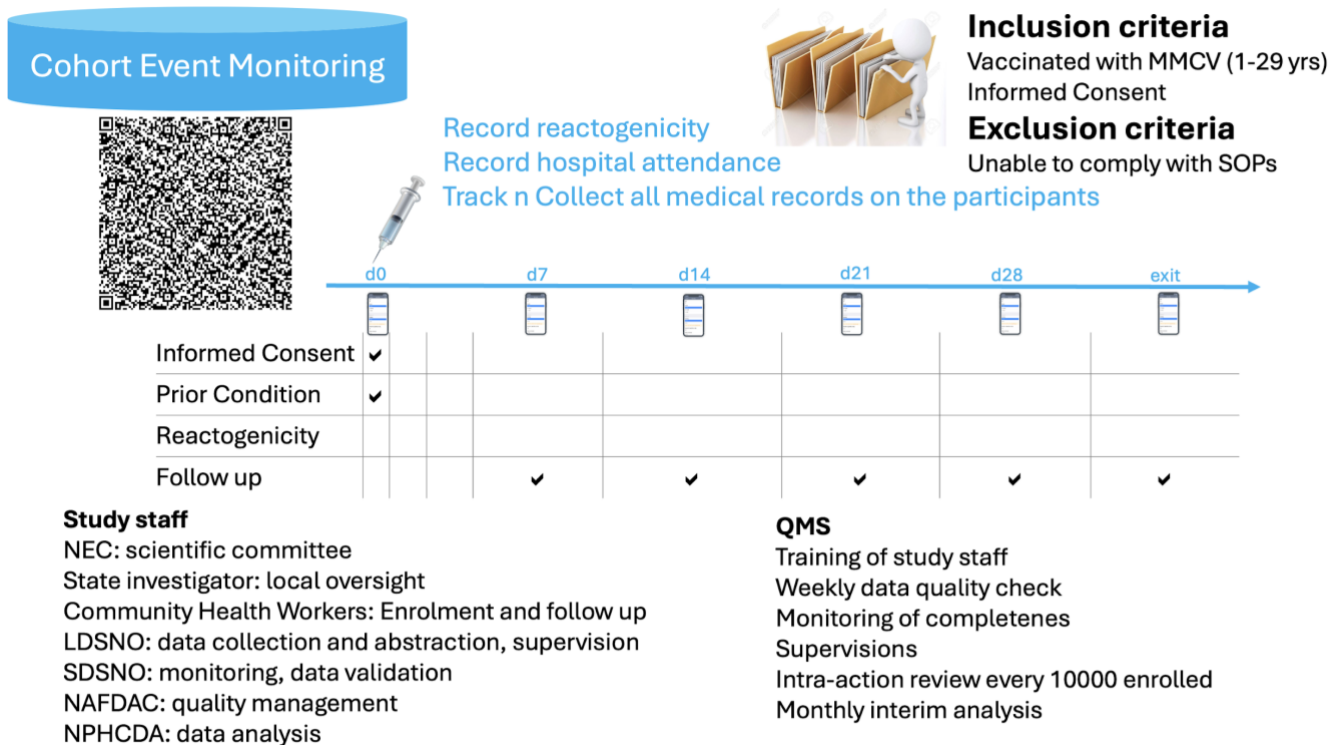 Cohort Event Monitoring
Inclusion criteria
Vaccinated with MMCV (1-29 yrs)
Informed Consent
Exclusion criteria
Unable to comply with SOPs
Record reactogenicity
Record hospital attendance
Track n Collect all medical records on the participants
d0 d7 d14 d21 d28 exit
Informed Consent ✔
Prior Condition ✔
Reactogenicity
Follow up ✔ ✔ ✔ ✔ ✔
Study staff
NEC: scientific committee
State investigator: local oversight
Community Health Workers: Enrolment and follow up
LDSNO: data collection and abstraction, supervision
SDSNO: monitoring, data validation
NAFDAC: quality management
NPHCDA: data analysis
QMS
Training of study staff
Weekly data quality check
Monitoring of completenes
Supervisions
Intra-action review every 10000 enrolled
Monthly interim analysis